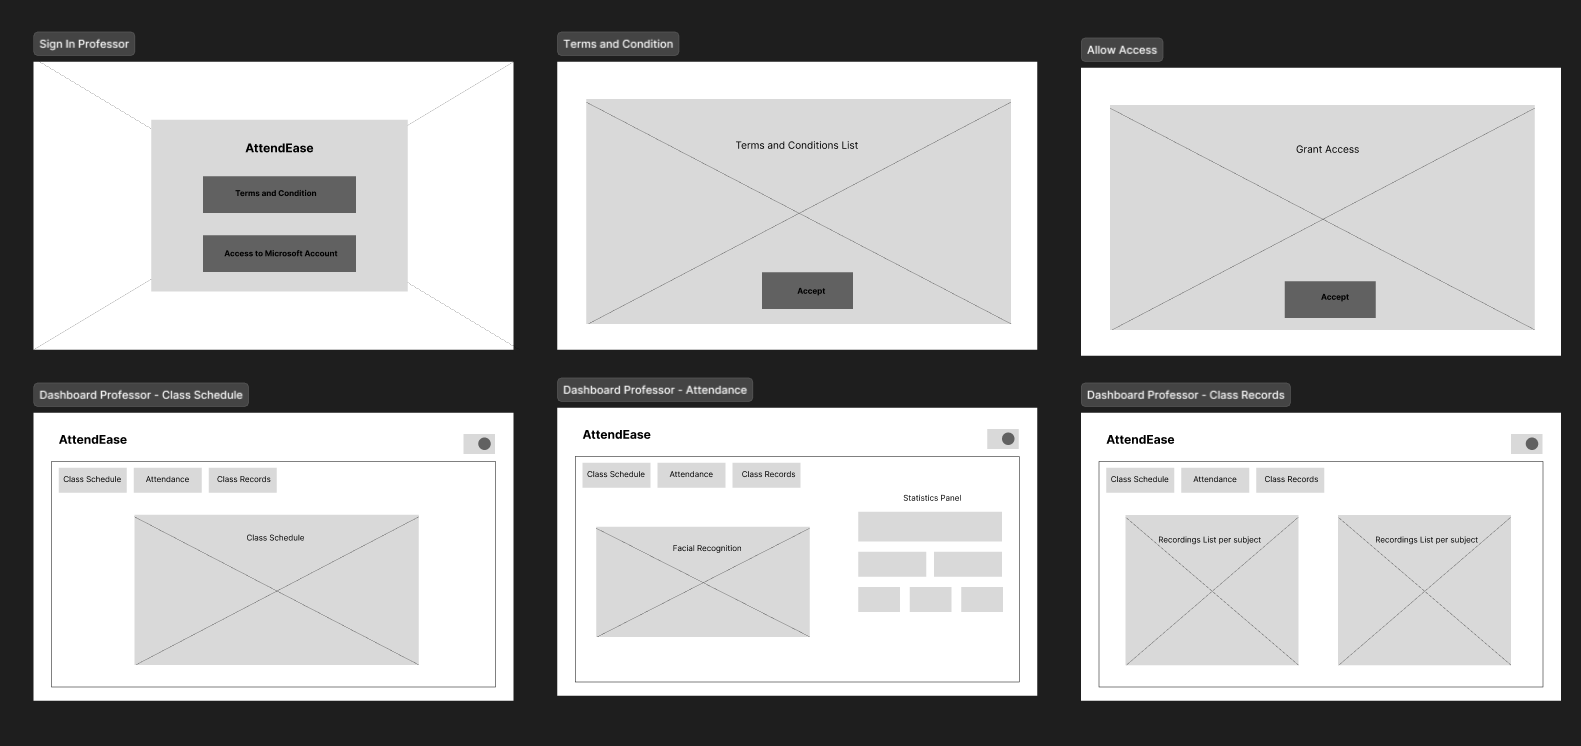 Sign In Professor
AttendEase
Terms and Condition
Access to Microsoft Account
Terms and Condition
Terms and Conditions List
Accept
Allow Access
Grant Access
Accept
Dashboard Professor - Class Schedule
AttendEase
Class Schedule
Attendance
Class Records
Class Schedule
Dashboard Professor - Attendance
AttendEase
Class Schedule
Attendance
Class Records
Statistics Panel
Facial Recognition
Dashboard Professor - Class Records
AttendEase
Class Schedule
Attendance
Class Records
Recordings List per subject
Recordings List per subject